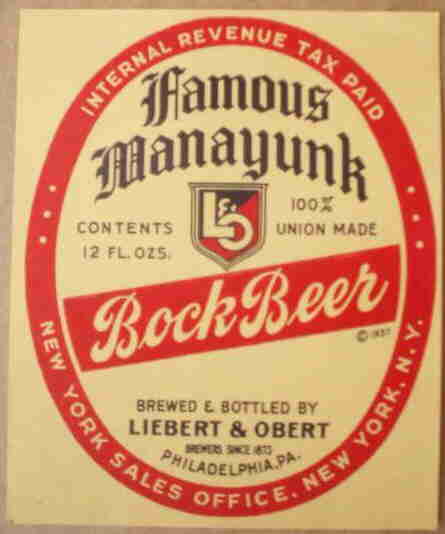 INTERNAL REVENUE TAX PAID
Famous
Manayunk
L&O
CONTENTS
12 FL. OZS.
100%
UNION MADE
Bock Beer
© 1937
BREWED & BOTTLED BY
LIEBERT & OBERT
BREWERS SINCE 1873
PHILADELPHIA, PA.
NEW YORK SALES OFFICE, NEW YORK, N.Y.